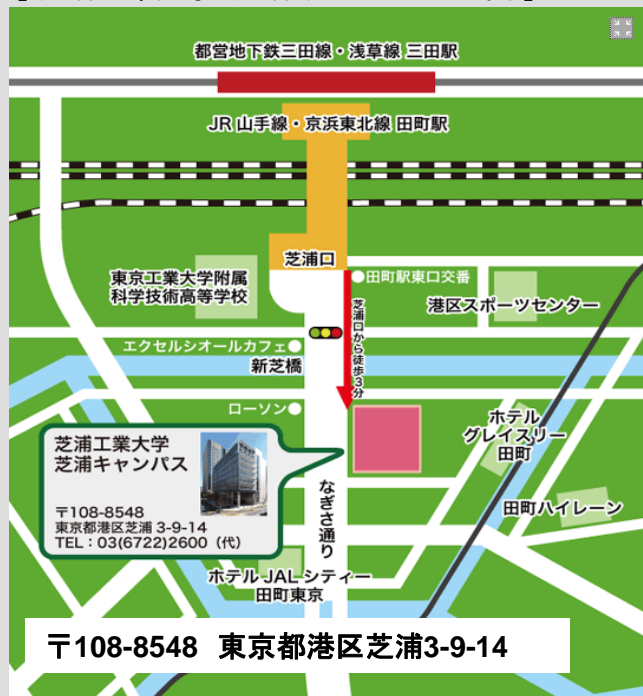 都営地下鉄三田線・浅草線 三田駅
JR 山手線・京浜東北線 田町駅
芝浦口
田町駅東口交番
東京工業大学附属
科学技術高等学校
港区スポーツセンター
芝浦口から徒歩3分
エクセルシオールカフェ
新芝橋
ローソン
ホテル
グレイスリー
田町
芝浦工業大学
芝浦キャンパス
〒108-8548
東京都港区芝浦 3-9-14
TEL：03(6722)2600（代）
なぎさ通り
田町ハイレーン
ホテル JAL シティー
田町東京
〒108-8548 東京都港区芝浦3-9-14